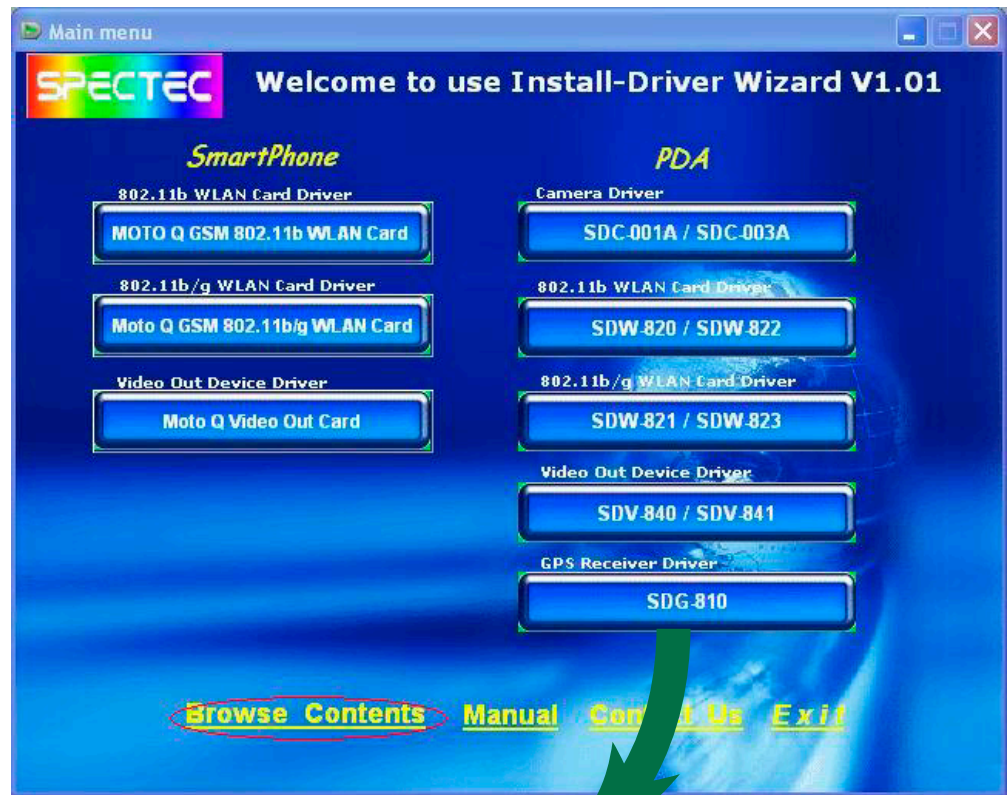 Main menu
SPECTEC
Welcome to use Install-Driver Wizard V1.01
SmartPhone
802.11b WLAN Card Driver
MOTO Q GSM 802.11b WLAN Card
802.11b/g WLAN Card Driver
Moto Q GSM 802.11b/g WLAN Card
Video Out Device Driver
Moto Q Video Out Card
PDA
Camera Driver
SDC-001A / SDC-003A
802.11b WLAN Card Driver
SDW-820 / SDW-822
802.11b/g WLAN Card Driver
SDW-821 / SDW-823
Video Out Device Driver
SDV-840 / SDV-841
GPS Receiver Driver
SDG-810
Browse Contents Manual Contact Us Exit